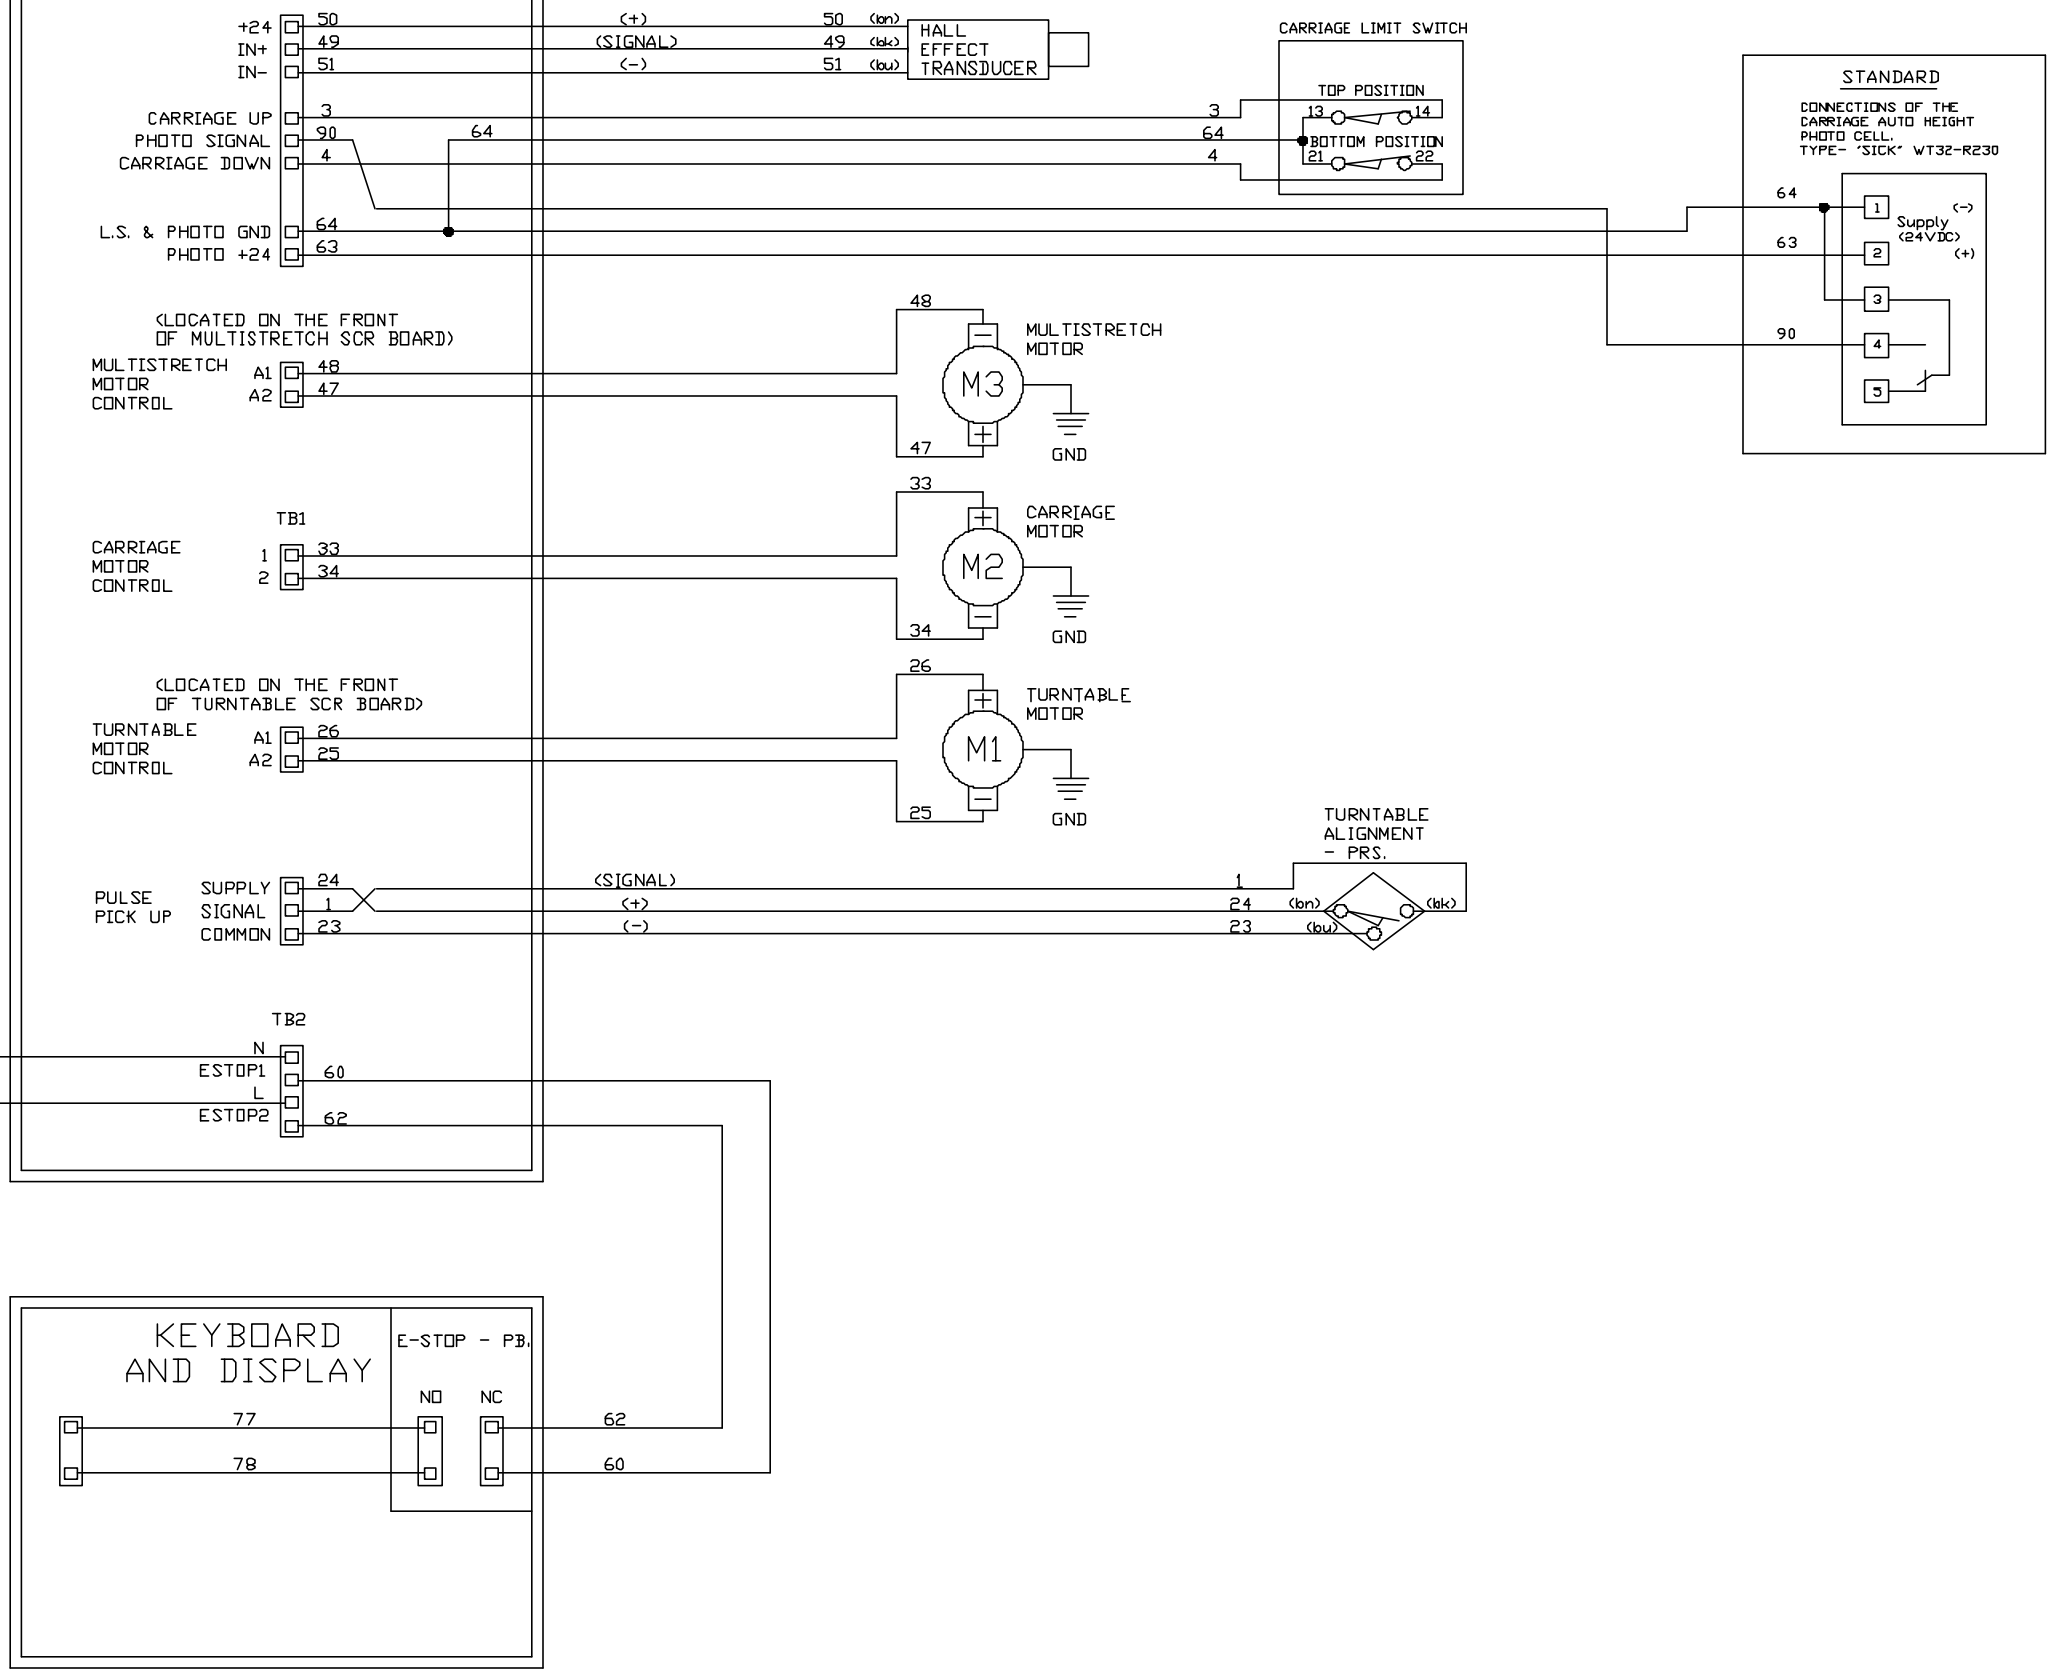 +24 50 (+) 50 (bn)
IN+ 49 (SIGNAL) 49 (bk)
IN- 51 (-) 51 (bu)
HALL
EFFECT
TRANSDUCER
CARRIAGE LIMIT SWITCH
TOP POSITION
13 14
BOTTOM POSITION
21 22
CARRIAGE UP 3 3
PHOTO SIGNAL 90 64 64
CARRIAGE DOWN 4 4
L.S. & PHOTO GND 64
PHOTO +24 63
STANDARD
CONNECTIONS OF THE
CARRIAGE AUTO HEIGHT
PHOTO CELL.
TYPE- "SICK" WT32-R230
64 1 (-)
Supply
(24VDC)
63 2 (+)
3
90 4
5
(LOCATED ON THE FRONT
OF MULTISTRETCH SCR BOARD)
MULTISTRETCH
MOTOR
CONTROL
A1 48
A2 47
48
-
M3
+
47
MULTISTRETCH
MOTOR
GND
TB1
CARRIAGE
MOTOR
CONTROL
1 33
2 34
33
+
M2
-
34
CARRIAGE
MOTOR
GND
(LOCATED ON THE FRONT
OF TURNTABLE SCR BOARD)
TURNTABLE
MOTOR
CONTROL
A1 26
A2 25
26
+
M1
-
25
TURNTABLE
MOTOR
GND
TURNTABLE
ALIGNMENT
- PRS.
PULSE
PICK UP
SUPPLY 24 (SIGNAL) 1
SIGNAL 1 (+) 24 (bn) (bk)
COMMON 23 (-) 23 (bu)
TB2
N
ESTOP1 60
L
ESTOP2 62
KEYBOARD
AND DISPLAY
E-STOP - PB.
NO NC
77 62
78 60